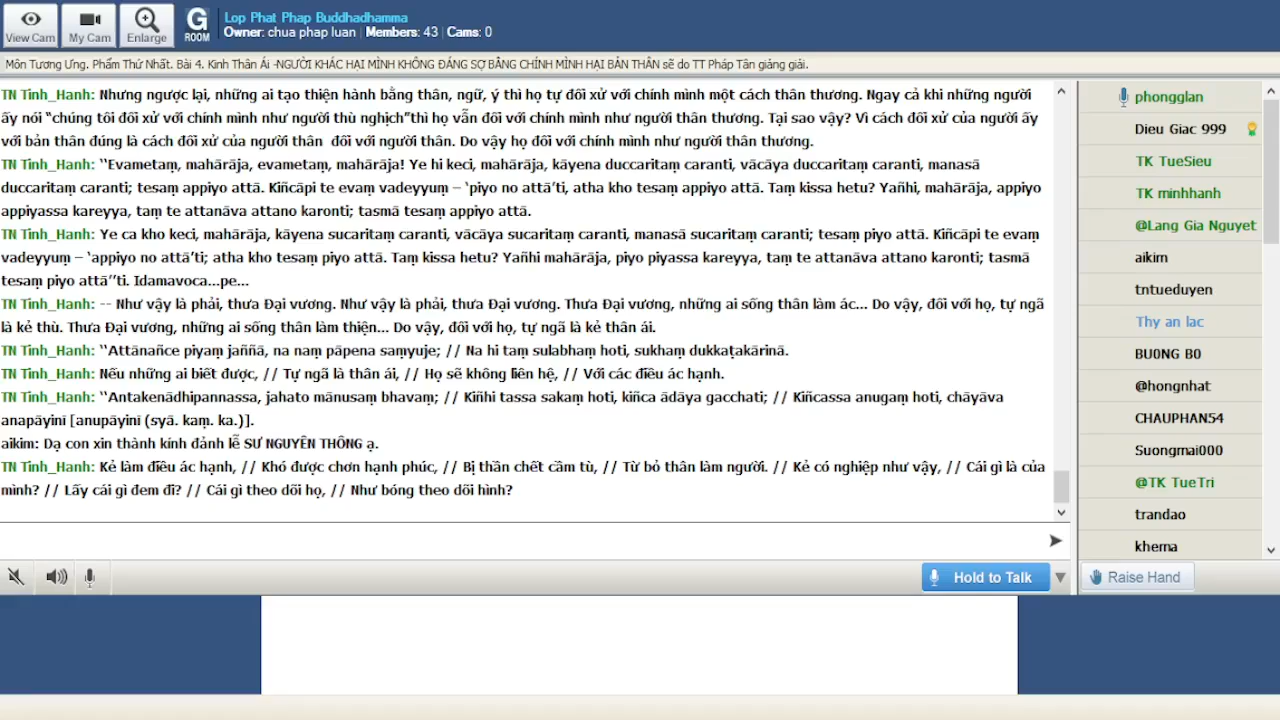 View Cam
My Cam
Enlarge
G
ROOM
Lop Phat Phap Buddhadhamma
Owner: chua phap luan | Members: 43 | Cams: 0
Môn Tương Ưng. Phẩm Thứ Nhất. Bài 4. Kinh Thân Ái -NGƯỜI KHÁC HẠI MÌNH KHÔNG ĐÁNG SỢ BẰNG CHÍNH MÌNH HẠI BẢN THÂN sẽ do TT Pháp Tân giảng giải.
TN Tinh_Hanh: Nhưng ngược lại, những ai tạo thiện hành bằng thân, ngữ, ý thì họ tự đối xử với chính mình một cách thân thương. Ngay cả khi những người
ấy nói “chúng tôi đối xử với chính mình như người thù nghịch”thì họ vẫn đối với chính mình như người thân thương. Tại sao vậy? Vì cách đối xử của người ấy
với bản thân đúng là cách đối xử của người thân đối với người thân. Do vậy họ đối với chính mình như người thân thương.
TN Tinh_Hanh: ‘‘Evametaṃ, mahārāja, evametaṃ, mahārāja! Ye hi keci, mahārāja, kāyena duccaritaṃ caranti, vācāya duccaritaṃ caranti, manasā
duccaritaṃ caranti; tesaṃ appiyo attā. Kiñcāpi te evaṃ vadeyyuṃ – ‘piyo no attā’ti, atha kho tesaṃ appiyo attā. Taṃ kissa hetu? Yañhi, mahārāja, appiyo
appiyassa kareyya, taṃ te attanāva attano karonti; tasmā tesaṃ appiyo attā.
TN Tinh_Hanh: Ye ca kho keci, mahārāja, kāyena sucaritaṃ caranti, vācāya sucaritaṃ caranti, manasā sucaritaṃ caranti; tesaṃ piyo attā. Kiñcāpi te evaṃ
vadeyyuṃ – ‘appiyo no attā’ti; atha kho tesaṃ piyo attā. Taṃ kissa hetu? Yañhi mahārāja, piyo piyassa kareyya, taṃ te attanāva attano karonti; tasmā
tesaṃ piyo attā’’ti. Idamavoca...pe...
TN Tinh_Hanh: -- Như vậy là phải, thưa Đại vương. Như vậy là phải, thưa Đại vương. Thưa Đại vương, những ai sống thân làm ác... Do vậy, đối với họ, tự ngã
là kẻ thù. Thưa Đại vương, những ai sống thân làm thiện... Do vậy, đối với họ, tự ngã là kẻ thân ái.
TN Tinh_Hanh: ‘‘Attānañce piyaṃ jaññā, na naṃ pāpena saṃyuje; // Na hi taṃ sulabhaṃ hoti, sukhaṃ dukkaṭakārinā.
TN Tinh_Hanh: Nếu những ai biết được, // Tự ngã là thân ái, // Họ sẽ không liên hệ, // Với các điều ác hạnh.
TN Tinh_Hanh: ‘‘Antakenādhipannassa, jahato mānusaṃ bhavaṃ; // Kiñhi tassa sakaṃ hoti, kiñca ādāya gacchati; // Kiñcassa anugaṃ hoti, chāyāva
anapāyinī [anupāyinī (syā. kaṃ. ka.)].
aikim: Dạ con xin thành kính đảnh lễ SƯ NGUYÊN THÔNG ạ.
TN Tinh_Hanh: Kẻ làm điều ác hạnh, // Khó được chơn hạnh phúc, // Bị thần chết cầm tù, // Từ bỏ thân làm người. // Kẻ có nghiệp như vậy, // Cái gì là của
mình? // Lấy cái gì đem đi? // Cái gì theo dõi họ, // Như bóng theo dõi hình?
phongglan
Dieu Giac 999
TK TueSieu
TK minhhanh
@Lang Gia Nguyet
aikim
tntueduyen
Thy an lac
BU0NG B0
@hongnhat
CHAUPHAN54
Suongmai000
@TK TueTri
trandao
khema
Hold to Talk
Raise Hand